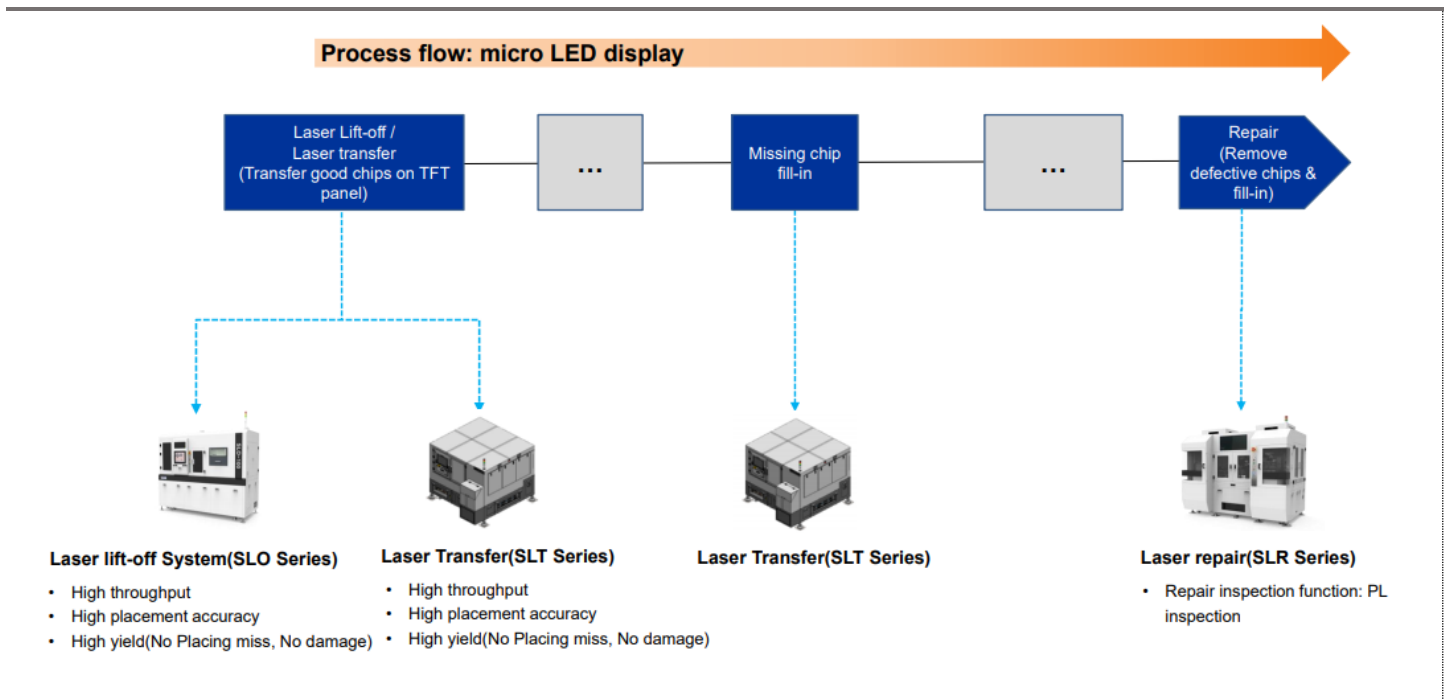 Process flow: micro LED display
Laser Lift-off /
Laser transfer
(Transfer good chips on TFT
panel)
...
Missing chip
fill-in
...
Repair
(Remove
defective chips &
fill-in)
Laser lift-off System(SLO Series)
• High throughput
• High placement accuracy
• High yield(No Placing miss, No damage)
Laser Transfer(SLT Series)
• High throughput
• High placement accuracy
• High yield(No Placing miss, No damage)
Laser Transfer(SLT Series)
Laser repair(SLR Series)
• Repair inspection function: PL
inspection